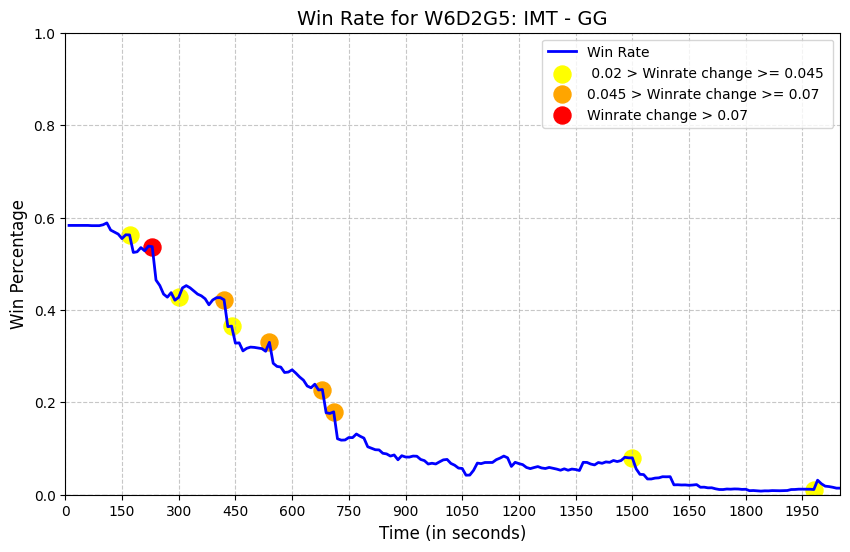 Win Rate for W6D2G5: IMT - GG
Win Percentage
1.0
0.8
0.6
0.4
0.2
0.0
Win Rate
0.02 > Winrate change >= 0.045
0.045 > Winrate change >= 0.07
Winrate change > 0.07
0 150 300 450 600 750 900 1050 1200 1350 1500 1650 1800 1950
Time (in seconds)